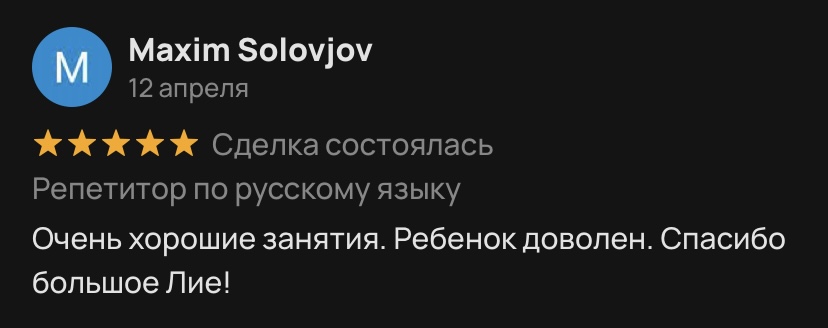 M
Maxim Solovjov
12 апреля
Сделка состоялась
Репетитор по русскому языку
Очень хорошие занятия. Ребенок доволен. Спасибо
большое Лие!